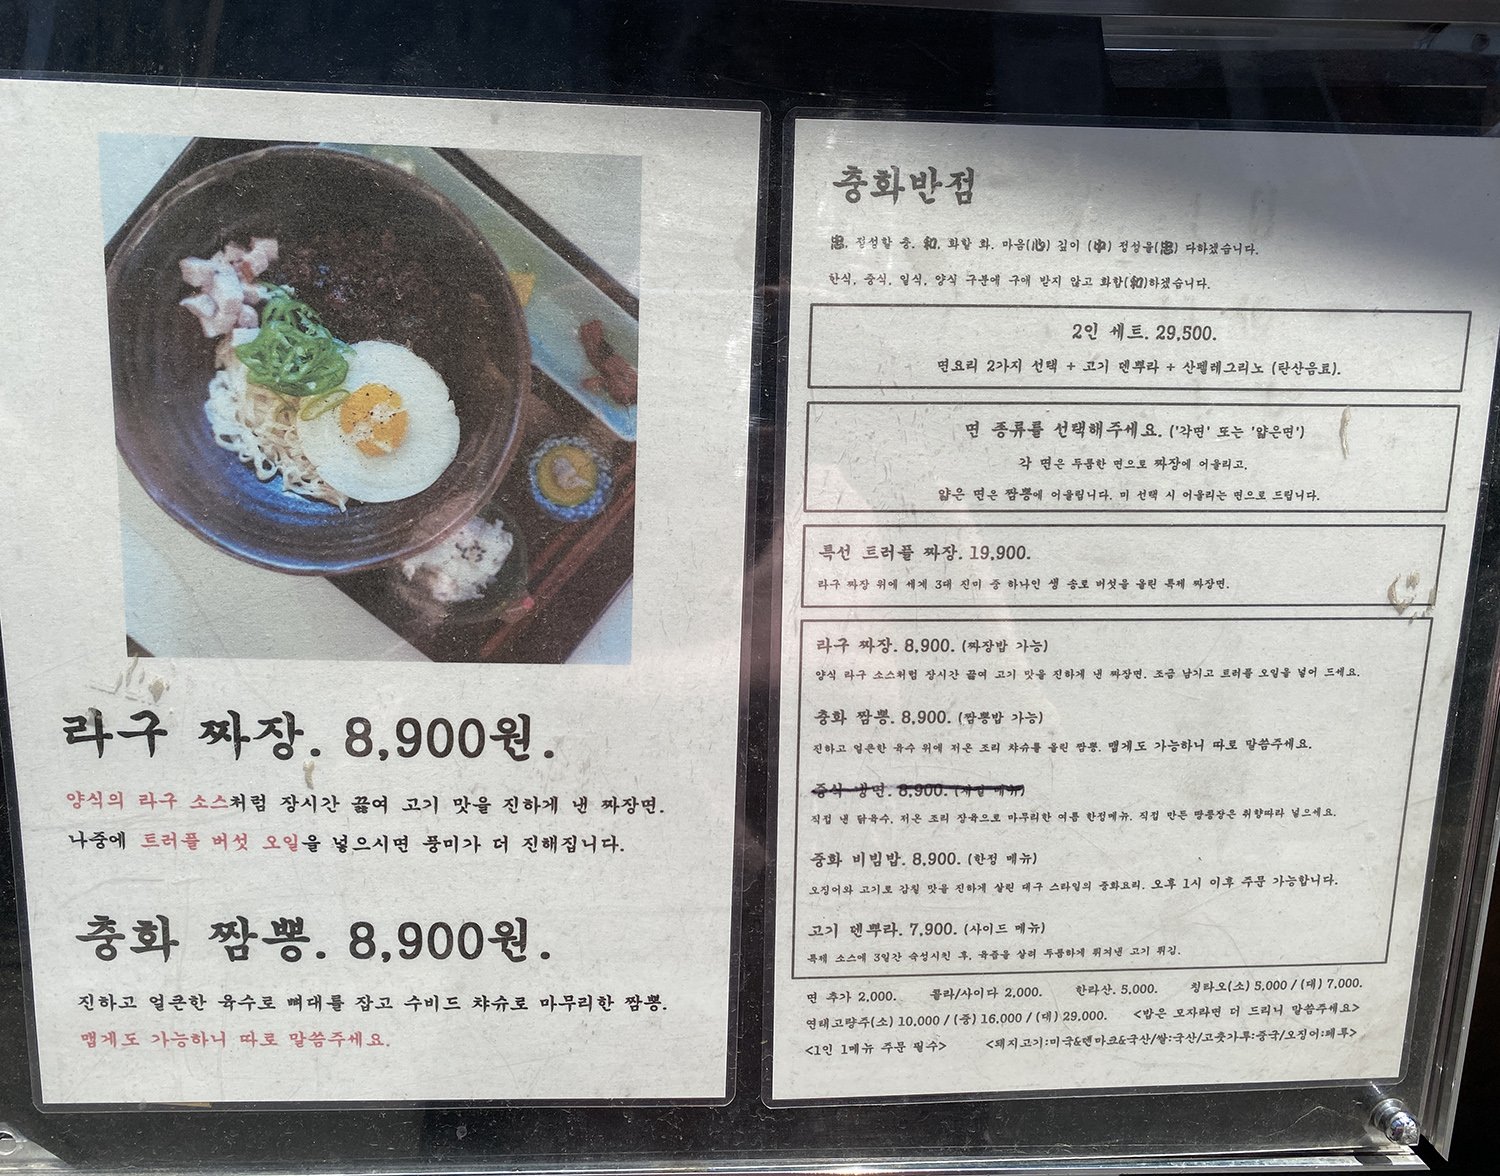 라구 짜장. 8,900원.
양식의 라구 소스처럼 장시간 끓여 고기 맛을 진하게 낸 짜장면.
나중에 트러플 버섯 오일을 넣으시면 풍미가 더 진해집니다.
충화 짬뽕. 8,900원.
진하고 얼큰한 육수로 뼈대를 잡고 수비드 챠슈로 마무리한 짬뽕.
맵게도 가능하니 따로 말씀주세요.
충화반점
忠, 정성할 충. 和, 화할 화. 마음(心) 깊이 (中) 정성을(忠) 다하겠습니다.
한식, 중식, 일식, 양식 구분에 구애 받지 않고 화합(和)하겠습니다.
2인 세트. 29,500.
면요리 2가지 선택 + 고기 덴뿌라 + 산펠레그리노 (탄산음료).
면 종류를 선택해주세요. ('각면' 또는 '얇은면')
각 면은 두툼한 면으로 짜장에 어울리고,
얇은 면은 짬뽕에 어울립니다. 미 선택 시 어울리는 면으로 드립니다.
특선 트러플 짜장. 19,900.
라구 짜장 위에 세계 3대 진미 중 하나인 생 송로 버섯을 올린 특제 짜장면.
라구 짜장. 8,900. (짜장밥 가능)
양식 라구 소스처럼 장시간 끓여 고기 맛을 진하게 낸 짜장면. 조금 남기고 트러플 오일을 넣어 드세요.
충화 짬뽕. 8,900. (짬뽕밥 가능)
진하고 얼큰한 육수 위에 저온 조리 챠슈를 올린 짬뽕. 맵게도 가능하니 따로 말씀주세요.
중식 냉면. 8,900. (계절 메뉴)
직접 낸 닭육수, 저온 조리 장육으로 마무리한 여름 한정메뉴. 직접 만든 땅콩장은 취향따라 넣으세요.
중화 비빔밥. 8,900. (한정 메뉴)
오징어와 고기로 감칠 맛을 진하게 살린 대구 스타일의 중화요리. 오후 1시 이후 주문 가능합니다.
고기 덴뿌라. 7,900. (사이드 메뉴)
특제 소스에 3일간 숙성시킨 후, 육즙을 살려 두툼하게 튀겨낸 고기 튀김.
면 추가 2,000. 콜라/사이다 2,000. 한라산. 5,000. 칭타오(소) 5,000 / (대) 7,000.
연태고량주(소) 10,000 / (중) 16,000 / (대) 29,000. <밥은 모자라면 더 드리니 말씀주세요>
<1인 1메뉴 주문 필수> <돼지고기:미국&덴마크&국산/쌀:국산/고춧가루:중국/오징어:페루>